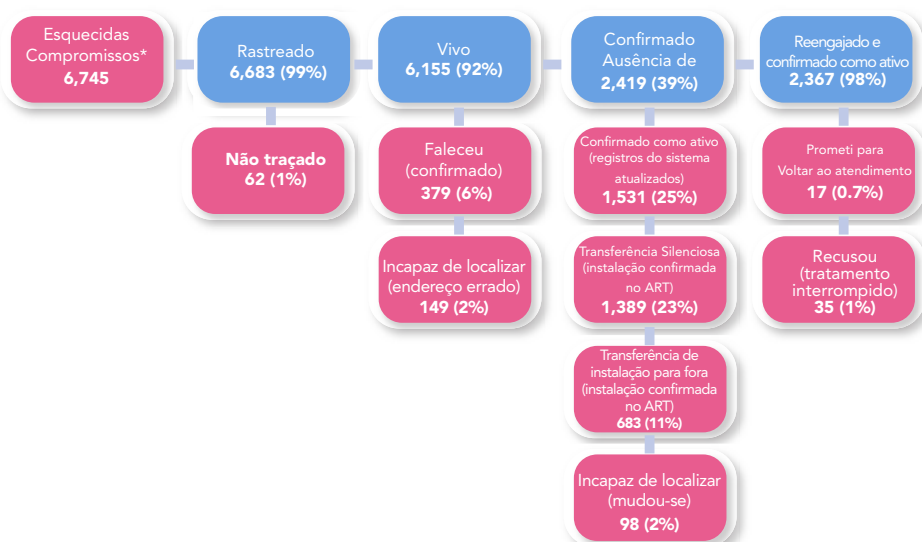 Esquecidas
Compromissos*
6,745
Rastreado
6,683 (99%)
Vivo
6,155 (92%)
Confirmado
Ausência de
2,419 (39%)
Reengajado e
confirmado como ativo
2,367 (98%)
Não traçado
62 (1%)
Faleceu
(confirmado)
379 (6%)
Confirmado como ativo
(registros do sistema
atualizados)
1,531 (25%)
Prometi para
Voltar ao atendimento
17 (0.7%)
Incapaz de localizar
(endereço errado)
149 (2%)
Transferência Silenciosa
(instalação confirmada
no ART)
1,389 (23%)
Recusou
(tratamento
interrompido)
35 (1%)
Transferência de
instalação para fora
(instalação confirmada
no ART)
683 (11%)
Incapaz de localizar
(mudou-se)
98 (2%)